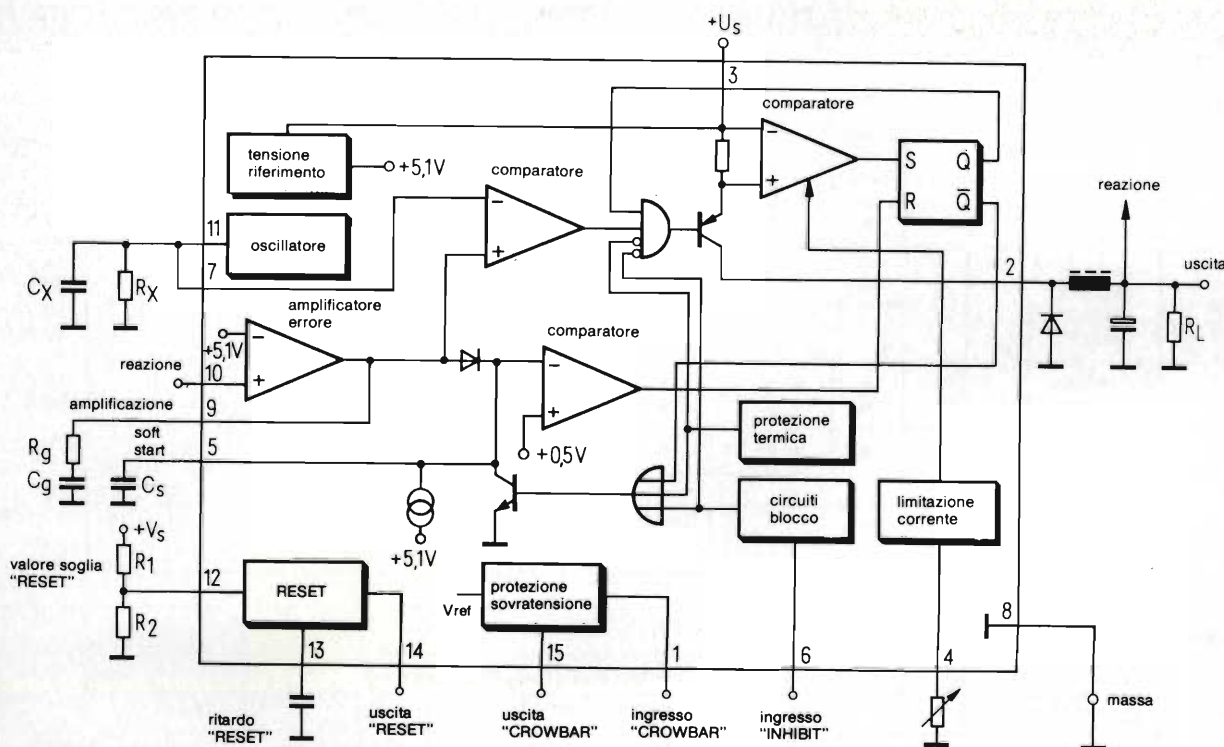 +Us
3
comparatore
tensione
riferimento
+5,1V
comparatore
−
+
S
Q
R
Q̅
reazione
11
oscillatore
7
−
+
2
uscita
CX
RX
amplificatore
errore
comparatore
RL
+5,1V
−
+
reazione
10
−
+
amplificazione
9
+0,5V
protezione
termica
soft
start
5
Rg
Cg
Cs
circuiti
blocco
limitazione
corrente
+Vs
+5,1V
valore soglia
"RESET"
R1
12
RESET
Vref
protezione
sovratensione
8
R2
13
14
15
1
6
4
massa
ritardo
"RESET"
uscita
"RESET"
uscita
"CROWBAR"
ingresso
"CROWBAR"
ingresso
"INHIBIT"